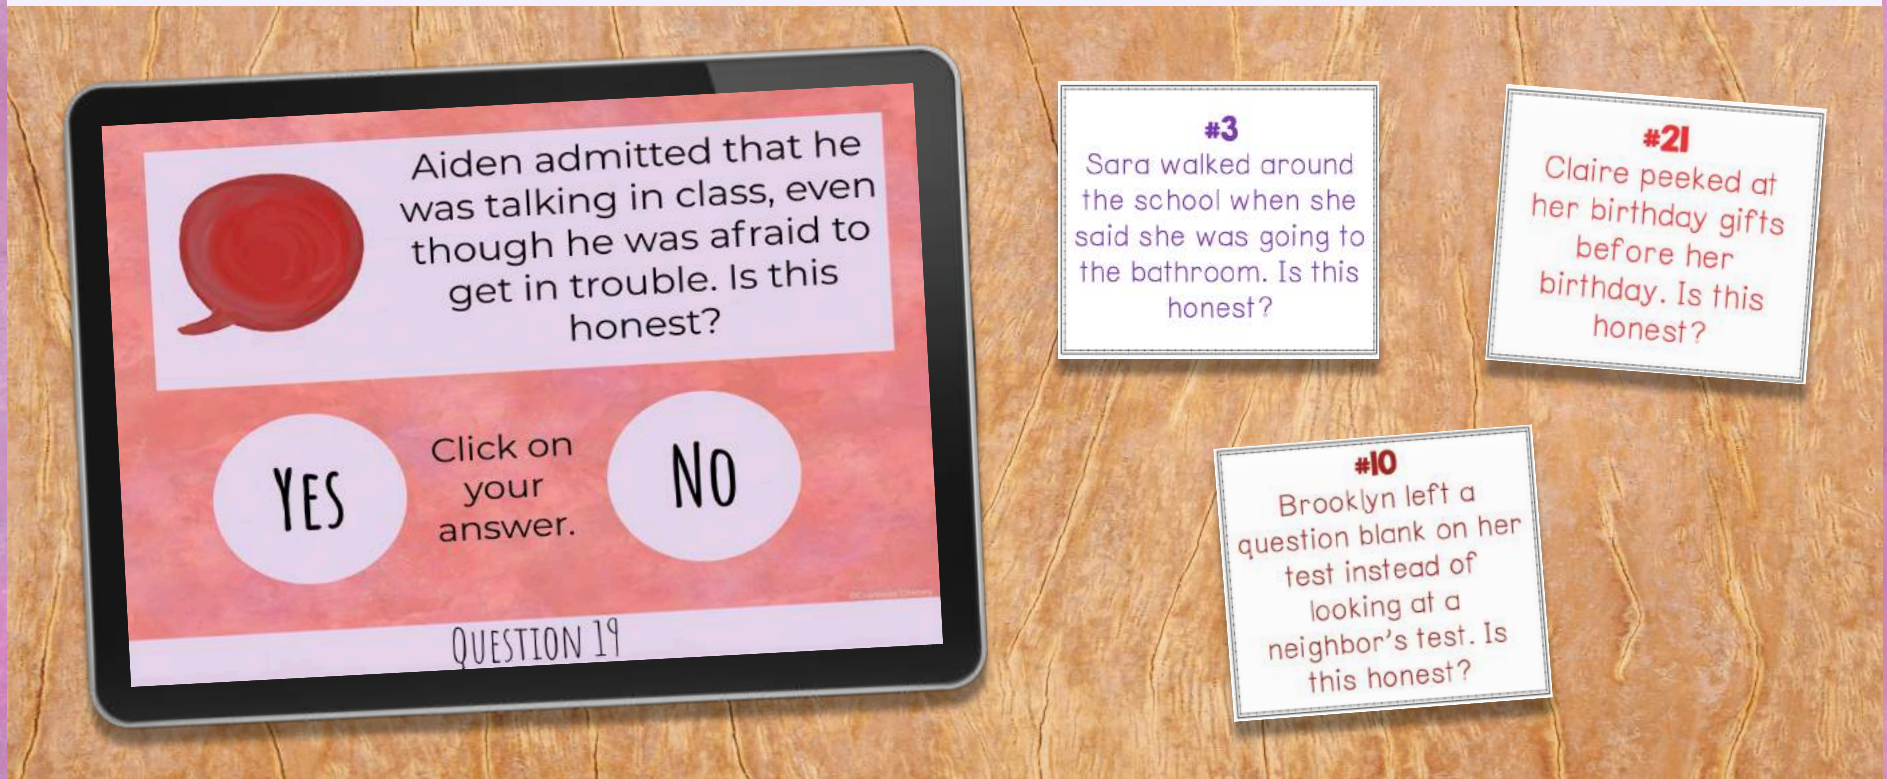 Aiden admitted that he
was talking in class, even
though he was afraid to
get in trouble. Is this
honest?
Yes
Click on
your
answer.
No
Question 19
#3
Sara walked around
the school when she
said she was going to
the bathroom. Is this
honest?
#21
Claire peeked at
her birthday gifts
before her
birthday. Is this
honest?
#10
Brooklyn left a
question blank on her
test instead of
looking at a
neighbor's test. Is
this honest?